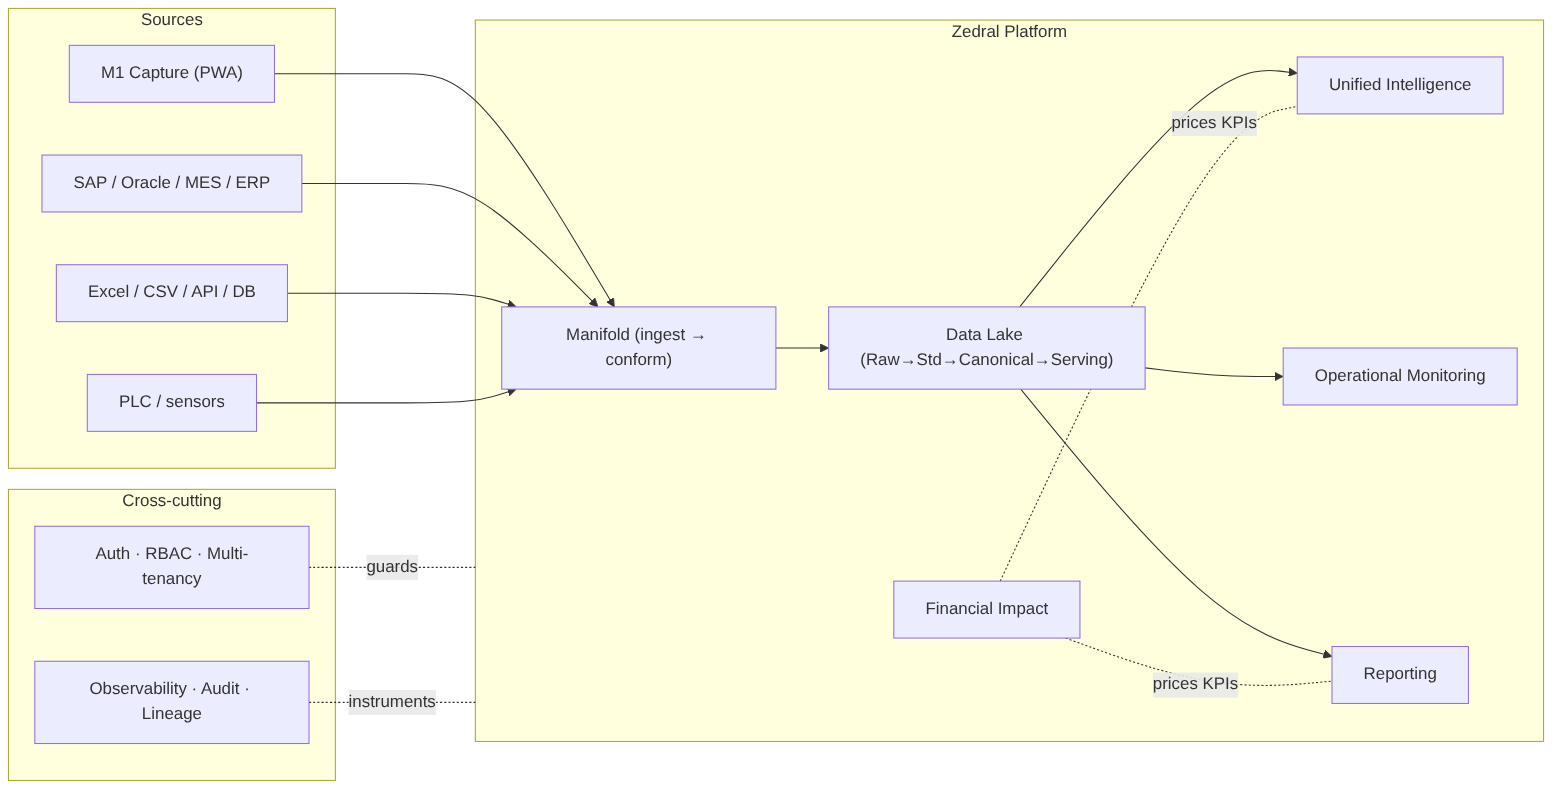 Sources
M1 Capture (PWA)
SAP / Oracle / MES / ERP
Excel / CSV / API / DB
PLC / sensors
Cross-cutting
Auth · RBAC · Multi-
tenancy
Observability · Audit ·
Lineage
guards
instruments
Zedral Platform
Manifold (ingest →
conform)
Data Lake
(Raw→Std→Canonical→Serving)
prices KPIs
Unified Intelligence
Operational Monitoring
Financial Impact
prices KPIs
Reporting